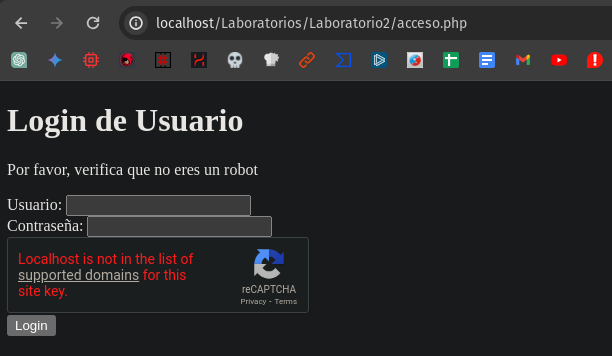 localhost/Laboratorios/Laboratorio2/acceso.php
Login de Usuario
Por favor, verifica que no eres un robot
Usuario:
Contraseña:
Localhost is not in the list of
supported domains for this
site key.
reCAPTCHA
Privacy - Terms
Login